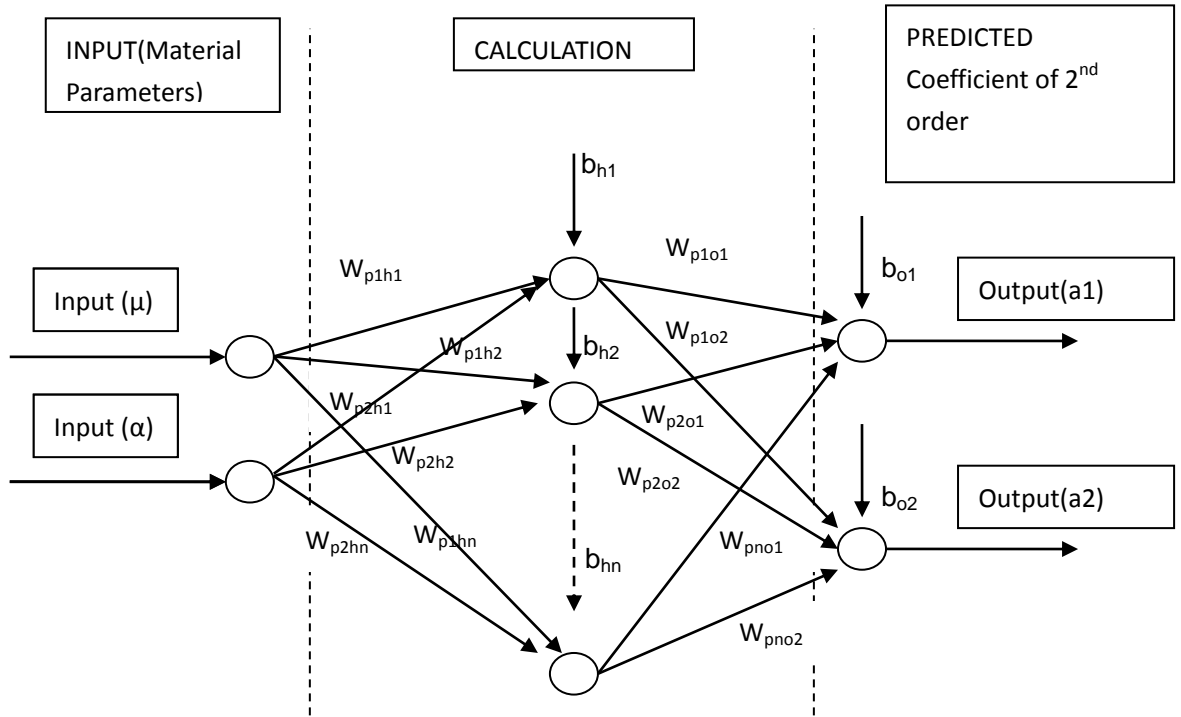 INPUT(Material
Parameters)
CALCULATION
PREDICTED
Coefficient of 2nd
order
bh1
Wp1h1
Wp1o1
bo1
Input (μ)
Output(a1)
Wp1h2
bh2
Wp1o2
Wp2h1
Input (α)
Wp2o1
Wp2h2
Wp2o2
bo2
Output(a2)
Wp2hn
Wp1hn
Wpno1
bhn
Wpno2